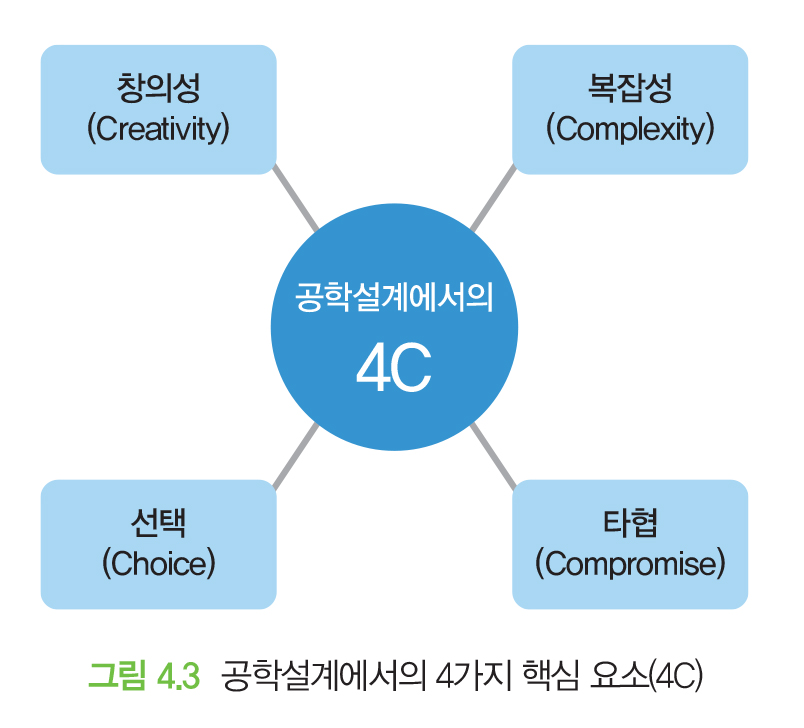 창의성
(Creativity)
복잡성
(Complexity)
공학설계에서의
4C
선택
(Choice)
타협
(Compromise)
그림 4.3 공학설계에서의 4가지 핵심 요소(4C)